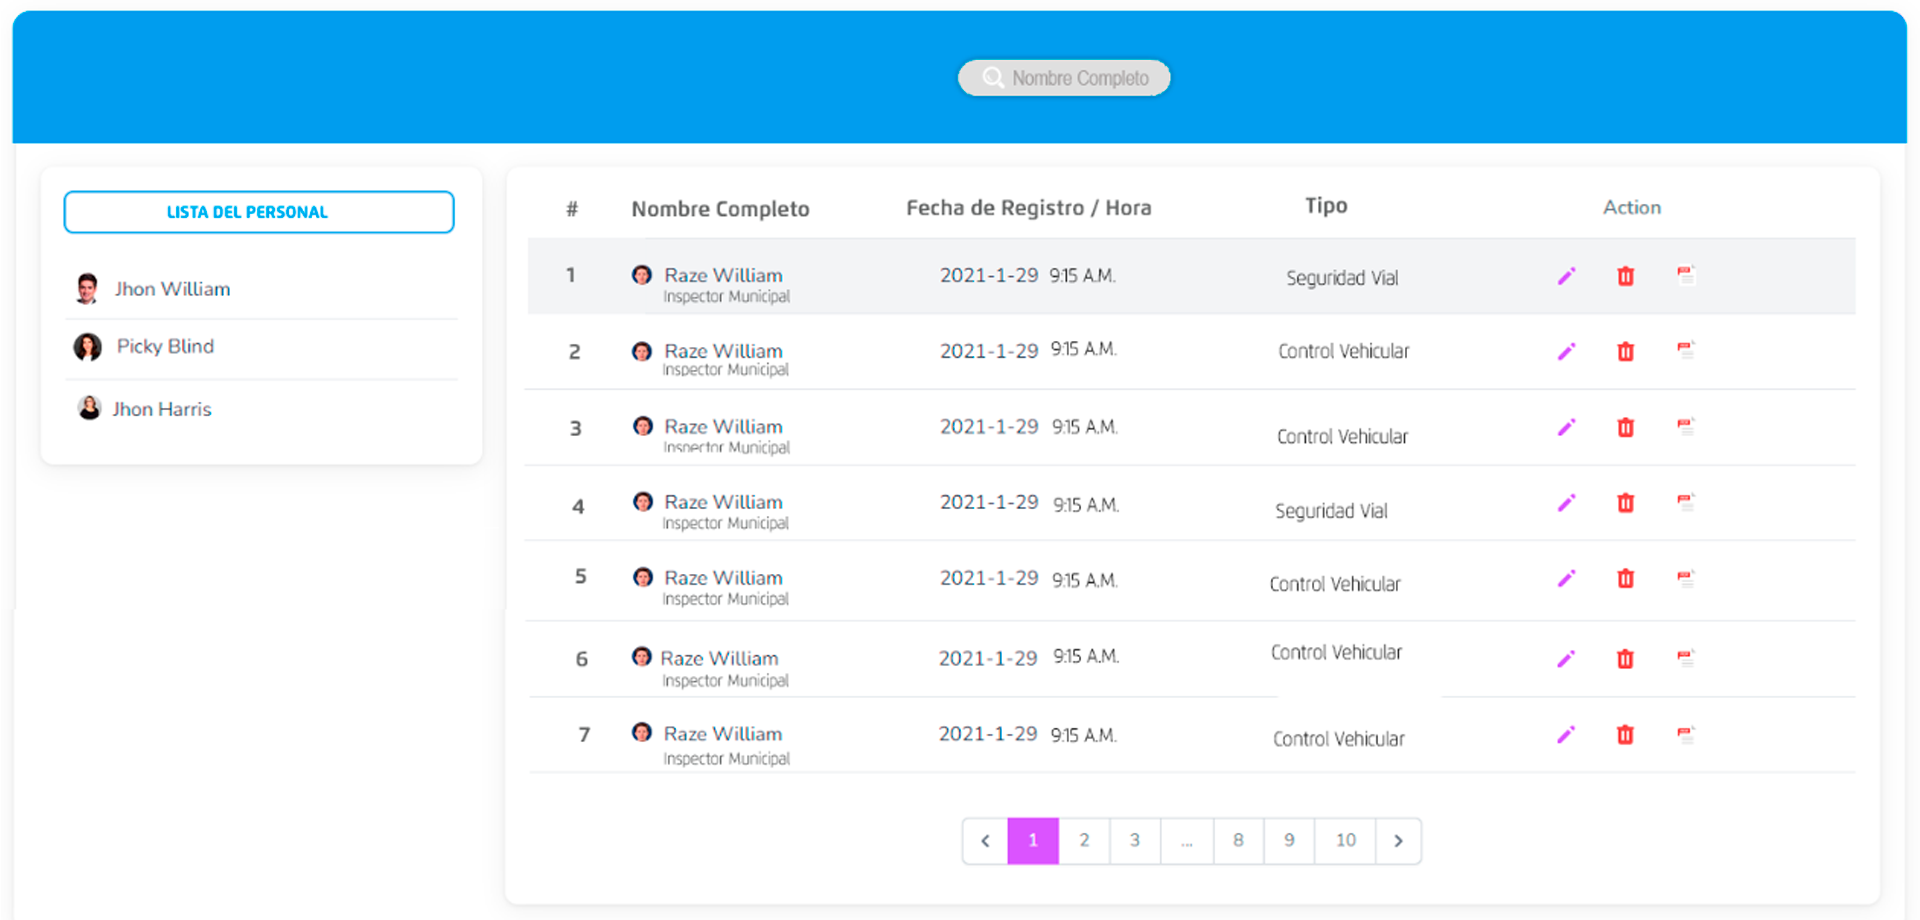 Nombre Completo
LISTA DEL PERSONAL
Jhon William
Picky Blind
Jhon Harris
# Nombre Completo Fecha de Registro / Hora Tipo Action
1 Raze William 2021-1-29 9:15 A.M. Seguridad Vial
Inspector Municipal
2 Raze William 2021-1-29 9:15 A.M. Control Vehicular
Inspector Municipal
3 Raze William 2021-1-29 9:15 A.M. Control Vehicular
Inspector Municipal
4 Raze William 2021-1-29 9:15 A.M. Seguridad Vial
Inspector Municipal
5 Raze William 2021-1-29 9:15 A.M. Control Vehicular
Inspector Municipal
6 Raze William 2021-1-29 9:15 A.M. Control Vehicular
Inspector Municipal
7 Raze William 2021-1-29 9:15 A.M. Control Vehicular
Inspector Municipal
‹ 1 2 3 ... 8 9 10 ›